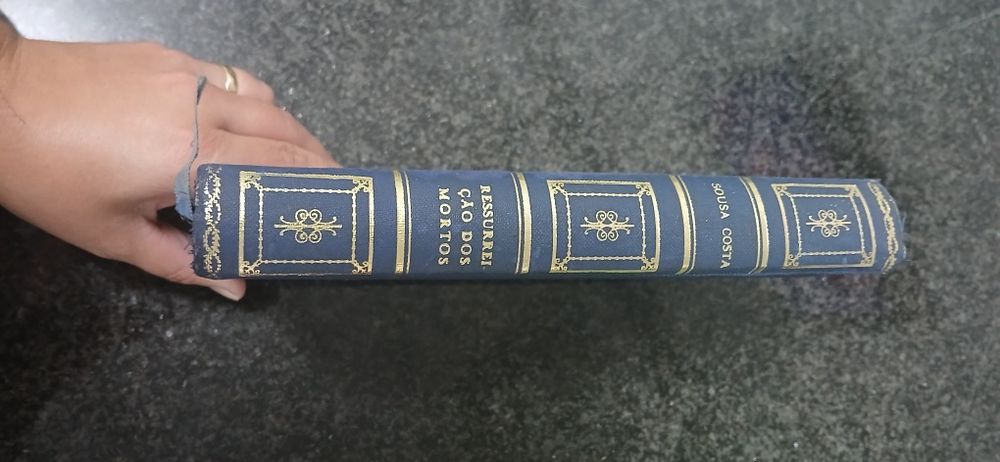 RESSURREI-
ÇÃO DOS
MORTOS
SOUSA COSTA